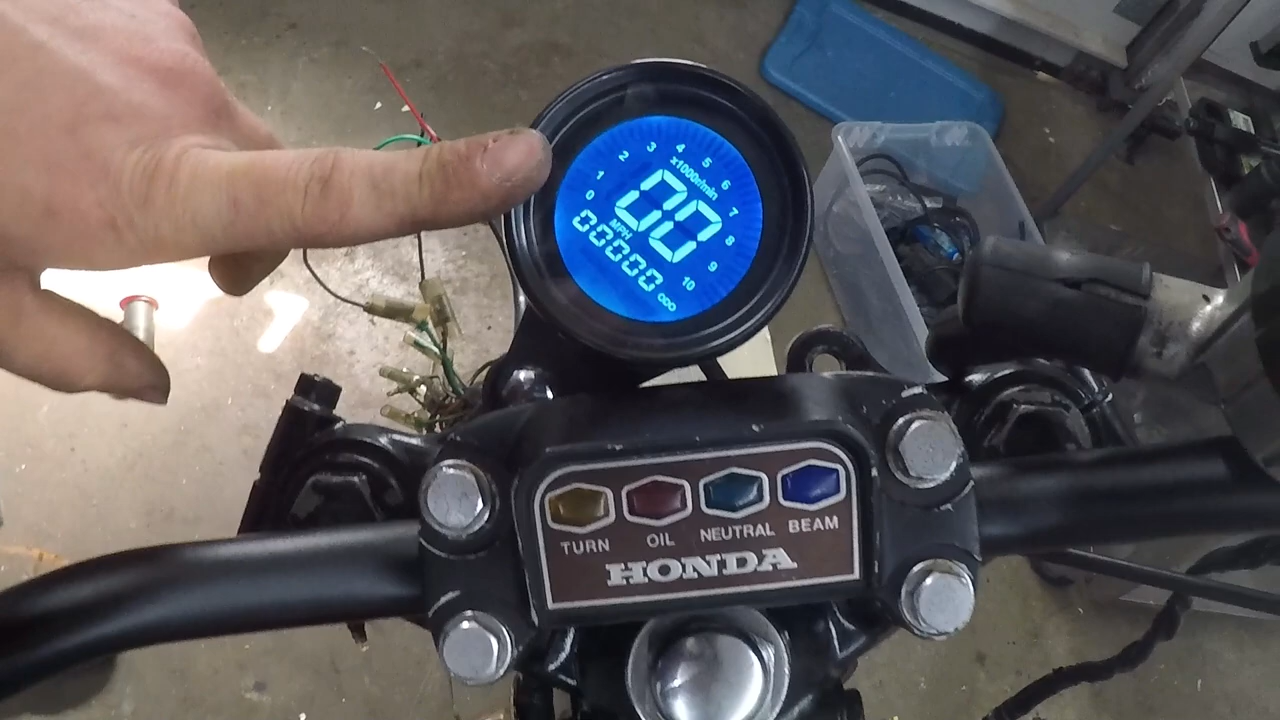 0 1 2 3 4 5 6 7 8 9 10
x1000r/min
00
MPH
00000
ODO
TURN OIL NEUTRAL BEAM
HONDA